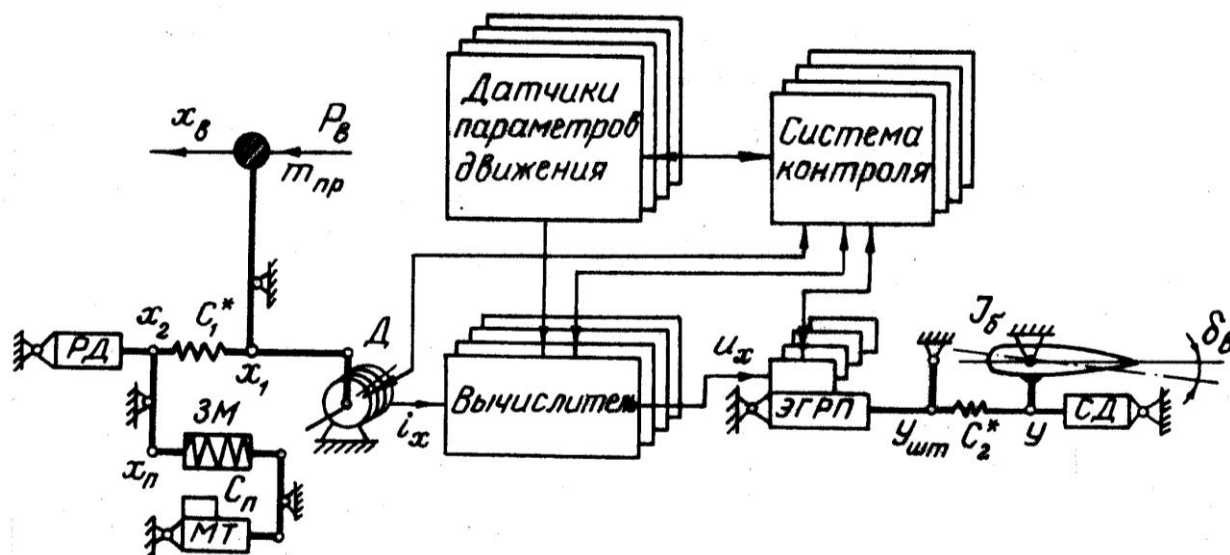 Датчики
параметров
движения
Система
контроля
x_в
P_в
m_пр
x_2
C_1^*
x_1
РД
Д
i_x
Вычислител
u_x
ЭГРП
y_шт
C_2^*
y
СД
J_б
δ_в
ЗМ
x_п
C_п
МТ